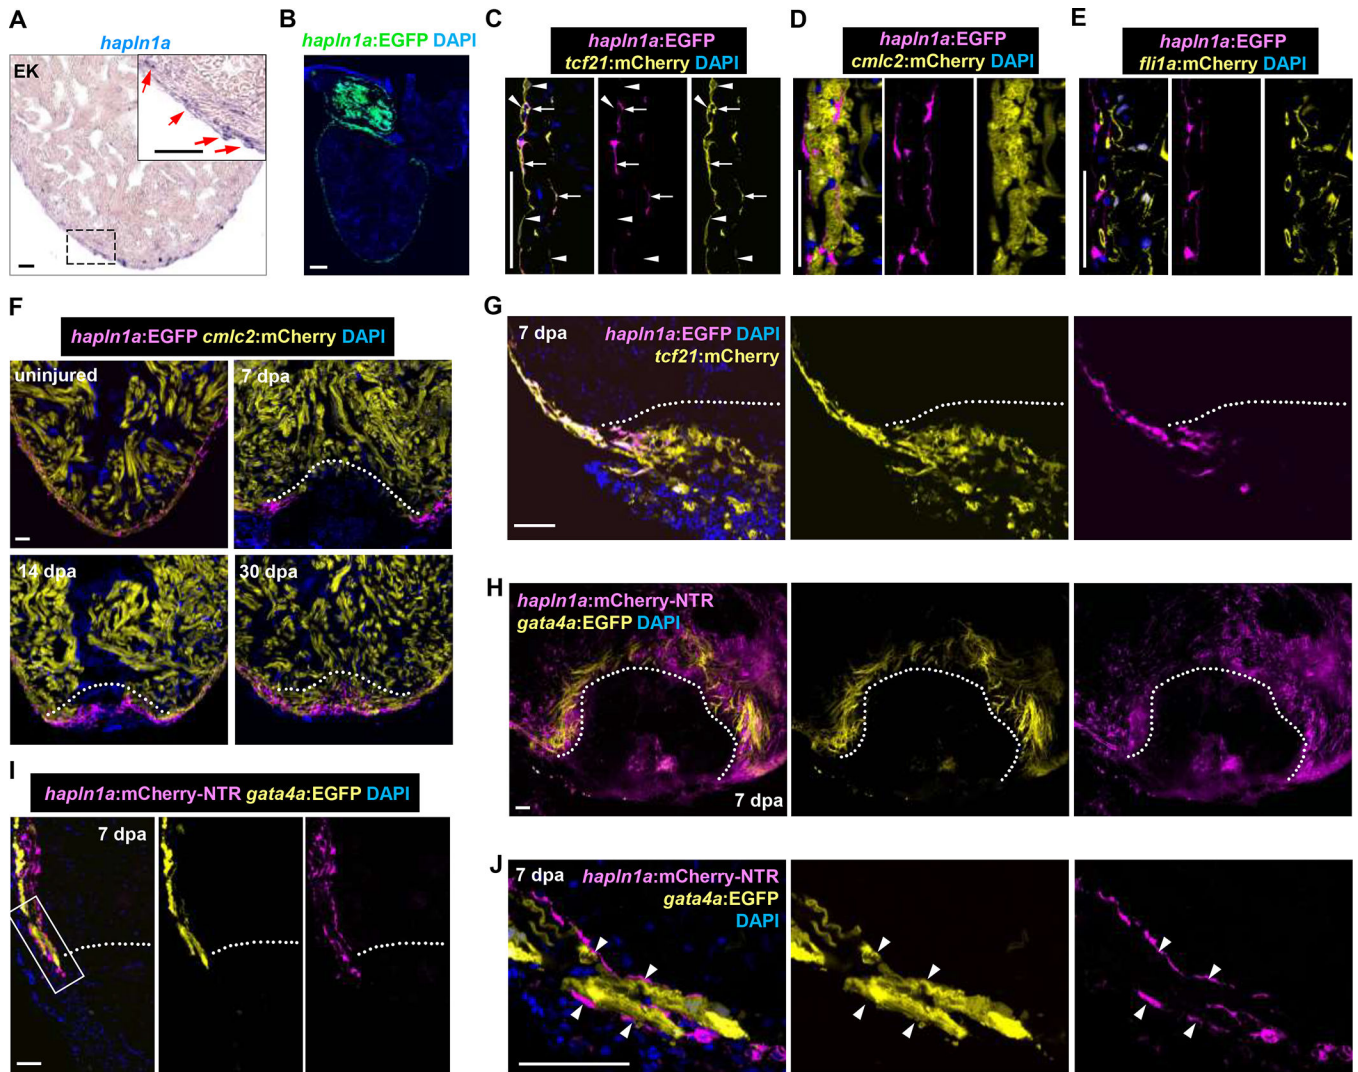 A
hapln1a
EK
B
hapln1a:EGFP DAPI
C
hapln1a:EGFP
tcf21:mCherry DAPI
D
hapln1a:EGFP
cmlc2:mCherry DAPI
E
hapln1a:EGFP
fli1a:mCherry DAPI
F
hapln1a:EGFP cmlc2:mCherry DAPI
uninjured
7 dpa
14 dpa
30 dpa
G
7 dpa
hapln1a:EGFP DAPI
tcf21:mCherry
H
hapln1a:mCherry-NTR
gata4a:EGFP DAPI
7 dpa
I
hapln1a:mCherry-NTR gata4a:EGFP DAPI
7 dpa
J
7 dpa
hapln1a:mCherry-NTR
gata4a:EGFP
DAPI